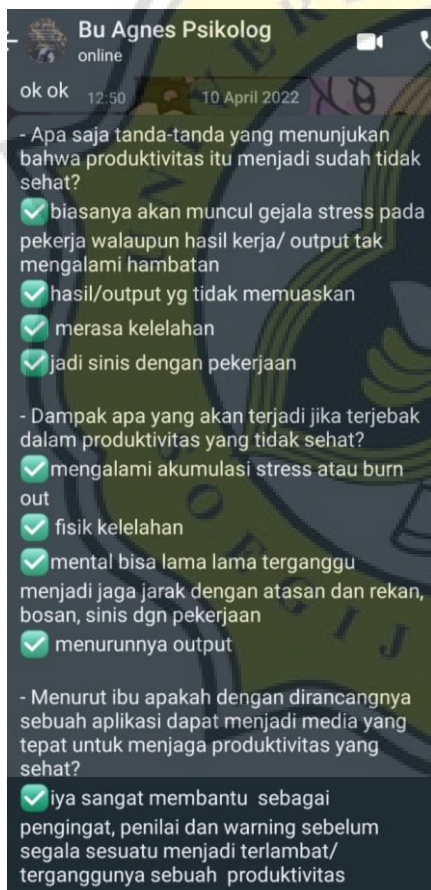 Bu Agnes Psikolog
online
ok ok 12:50
10 April 2022
- Apa saja tanda-tanda yang menunjukan
bahwa produktivitas itu menjadi sudah tidak
sehat?
✅biasanya akan muncul gejala stress pada
pekerja walaupun hasil kerja/ output tak
mengalami hambatan
✅hasil/output yg tidak memuaskan
✅ merasa kelelahan
✅jadi sinis dengan pekerjaan
- Dampak apa yang akan terjadi jika terjebak
dalam produktivitas yang tidak sehat?
✅mengalami akumulasi stress atau burn
out
✅ fisik kelelahan
✅mental bisa lama lama terganggu
menjadi jaga jarak dengan atasan dan rekan,
bosan, sinis dgn pekerjaan
✅ menurunnya output
- Menurut ibu apakah dengan dirancangnya
sebuah aplikasi dapat menjadi media yang
tepat untuk menjaga produktivitas yang
sehat?
✅iya sangat membantu sebagai
pengingat, penilai dan warning sebelum
segala sesuatu menjadi terlambat/
terganggunya sebuah produktivitas